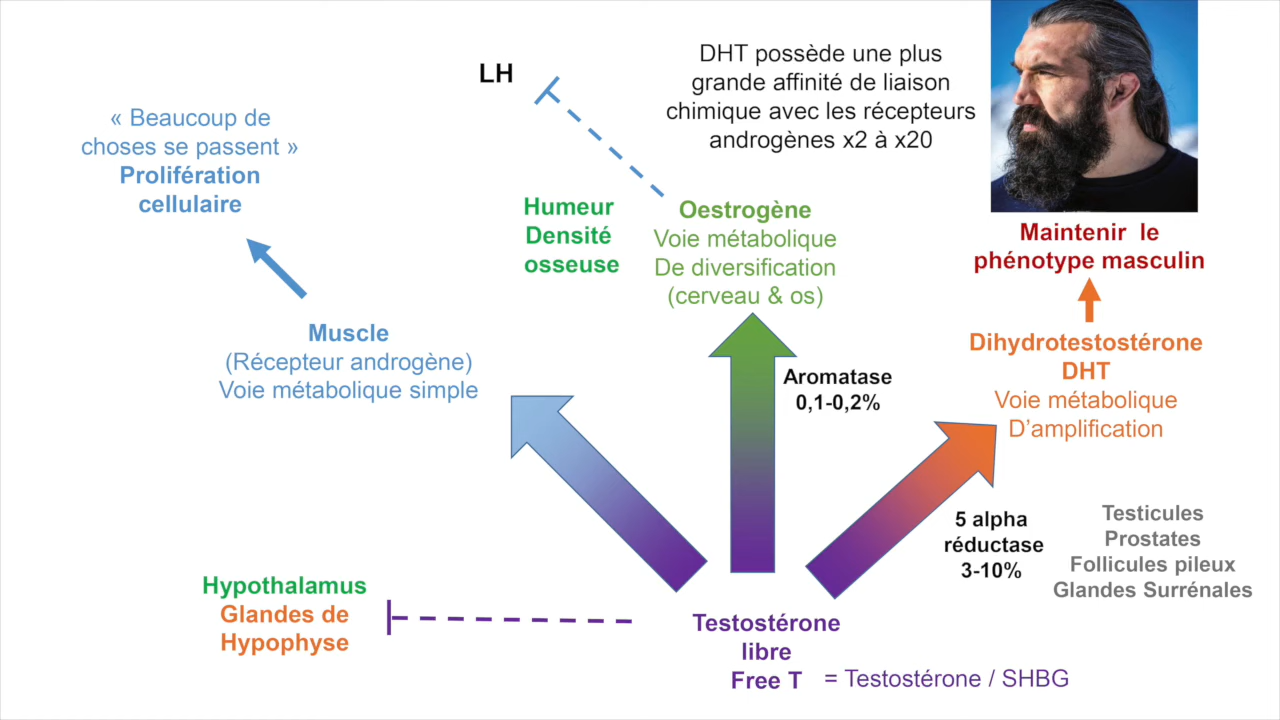 LH
DHT possède une plus
grande affinité de liaison
chimique avec les récepteurs
androgènes x2 à x20
« Beaucoup de
choses se passent »
Prolifération
cellulaire
Humeur
Densité
osseuse
Oestrogène
Voie métabolique
De diversification
(cerveau & os)
Maintenir le
phénotype masculin
Muscle
(Récepteur androgène)
Voie métabolique simple
Aromatase
0,1-0,2%
Dihydrotestostérone
DHT
Voie métabolique
D'amplification
5 alpha
réductase
3-10%
Testicules
Prostates
Follicules pileux
Glandes Surrénales
Hypothalamus
Glandes de
Hypophyse
Testostérone
libre
Free T = Testostérone / SHBG